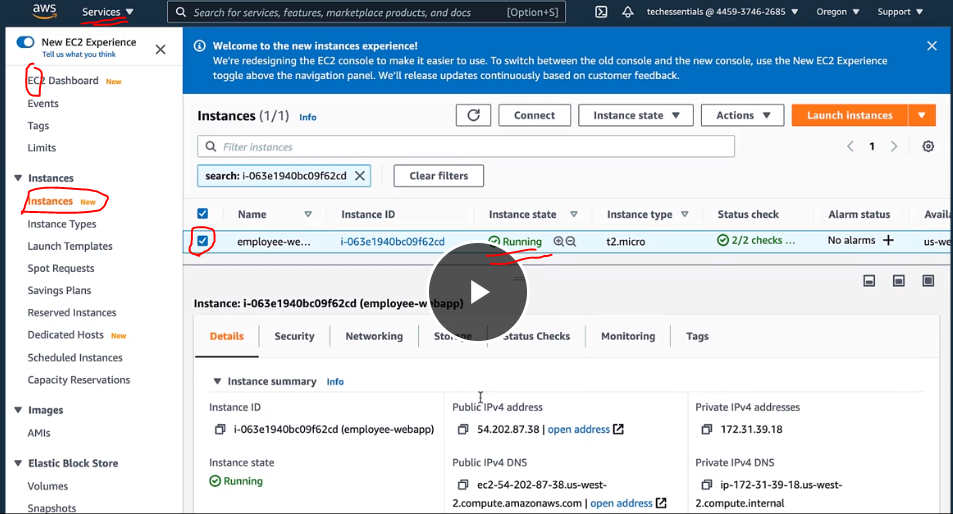 aws Services Search for services, features, marketplace products, and docs [Option+S] techessentials @ 4459-3746-2685 Oregon Support
New EC2 Experience
Tell us what you think
EC2 Dashboard New
Events
Tags
Limits
Instances
Instances New
Instance Types
Launch Templates
Spot Requests
Savings Plans
Reserved Instances
Dedicated Hosts New
Scheduled Instances
Capacity Reservations
Images
AMIs
Elastic Block Store
Volumes
Snapshots
Welcome to the new instances experience!
We're redesigning the EC2 console to make it easier to use. To switch between the old console and the new console, use the New EC2 Experience
toggle above the navigation panel. We'll release updates continuously based on customer feedback.
Instances (1/1) Info Connect Instance state Actions Launch instances
Filter instances 1
search: i-063e1940bc09f62cd Clear filters
Name Instance ID Instance state Instance type Status check Alarm status Availa
employee-we... i-063e1940bc09f62cd Running t2.micro 2/2 checks ... No alarms + us-we
Instance: i-063e1940bc09f62cd (employee-webapp)
Details Security Networking Storage Status Checks Monitoring Tags
Instance summary Info
Instance ID Public IPv4 address Private IPv4 addresses
i-063e1940bc09f62cd (employee-webapp) 54.202.87.38 | open address 172.31.39.18
Instance state Public IPv4 DNS Private IPv4 DNS
Running ec2-54-202-87-38.us-west- ip-172-31-39-18.us-west-
2.compute.amazonaws.com | open address 2.compute.internal